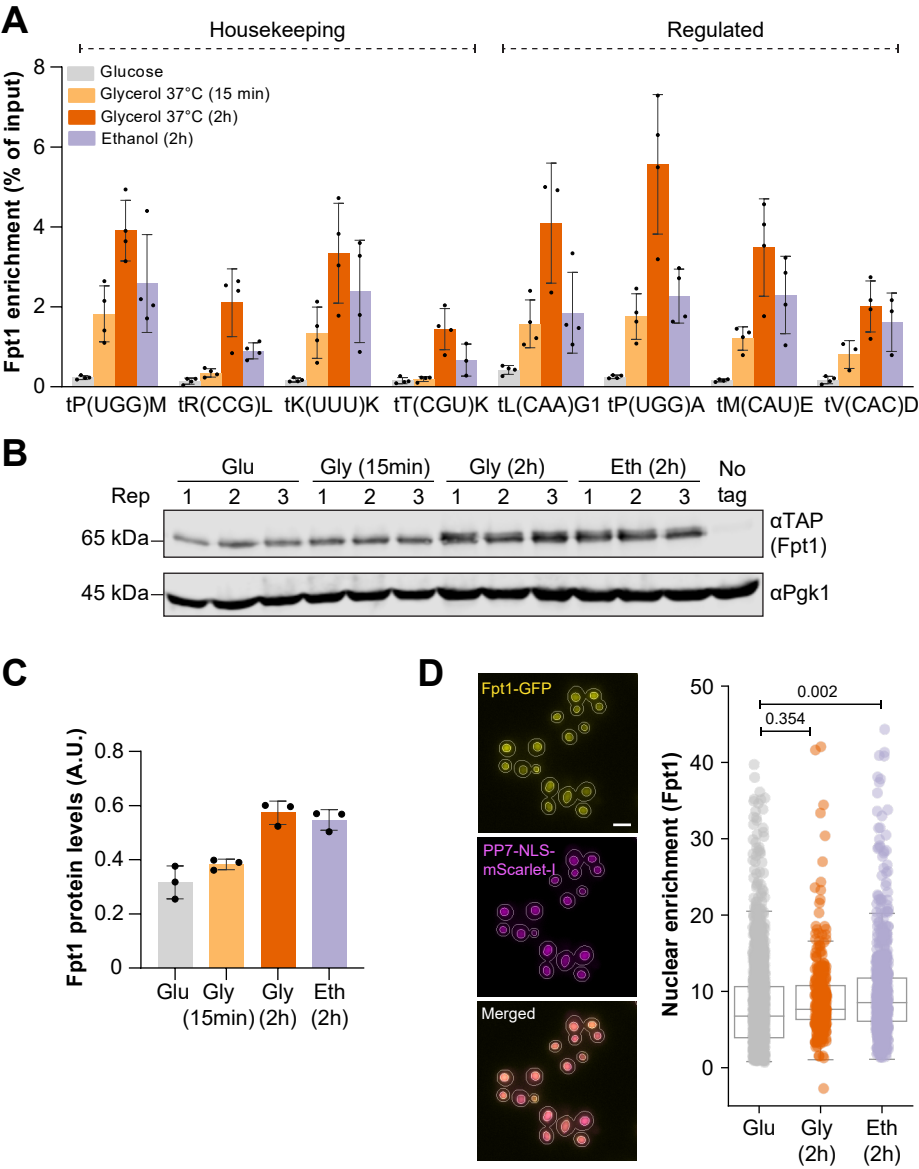 A
Housekeeping
Regulated
Fpt1 enrichment (% of input)
8
6
4
2
0
Glucose
Glycerol 37°C (15 min)
Glycerol 37°C (2h)
Ethanol (2h)
tP(UGG)M tR(CCG)L tK(UUU)K tT(CGU)K tL(CAA)G1 tP(UGG)A tM(CAU)E tV(CAC)D
B
Glu Gly (15min) Gly (2h) Eth (2h) No tag
Rep 1 2 3 1 2 3 1 2 3 1 2 3
65 kDa
αTAP
(Fpt1)
45 kDa
αPgk1
C
Fpt1 protein levels (A.U.)
0.8
0.6
0.4
0.2
0
Glu Gly Gly Eth
(15min) (2h) (2h)
D
Fpt1-GFP
PP7-NLS-
mScarlet-I
Merged
Nuclear enrichment (Fpt1)
50
40
30
20
10
0
0.002
0.354
Glu Gly Eth
(2h) (2h)